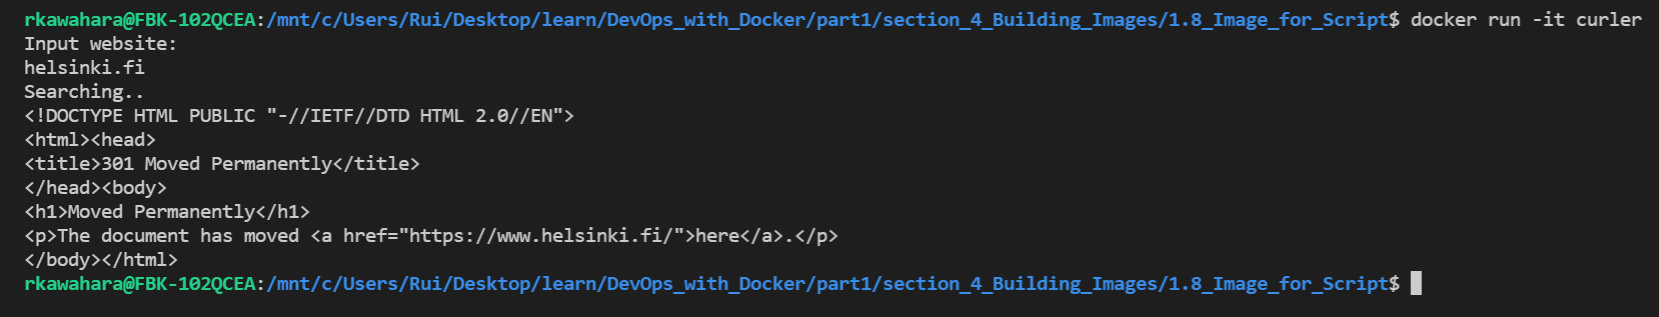 rkawahara@FBK-102QCEA:/mnt/c/Users/Rui/Desktop/learn/DevOps_with_Docker/part1/section_4_Building_Images/1.8_Image_for_Script$ docker run -it curler
Input website:
helsinki.fi
Searching..
<!DOCTYPE HTML PUBLIC "-//IETF//DTD HTML 2.0//EN">
<html><head>
<title>301 Moved Permanently</title>
</head><body>
<h1>Moved Permanently</h1>
<p>The document has moved <a href="https://www.helsinki.fi/">here</a>.</p>
</body></html>
rkawahara@FBK-102QCEA:/mnt/c/Users/Rui/Desktop/learn/DevOps_with_Docker/part1/section_4_Building_Images/1.8_Image_for_Script$